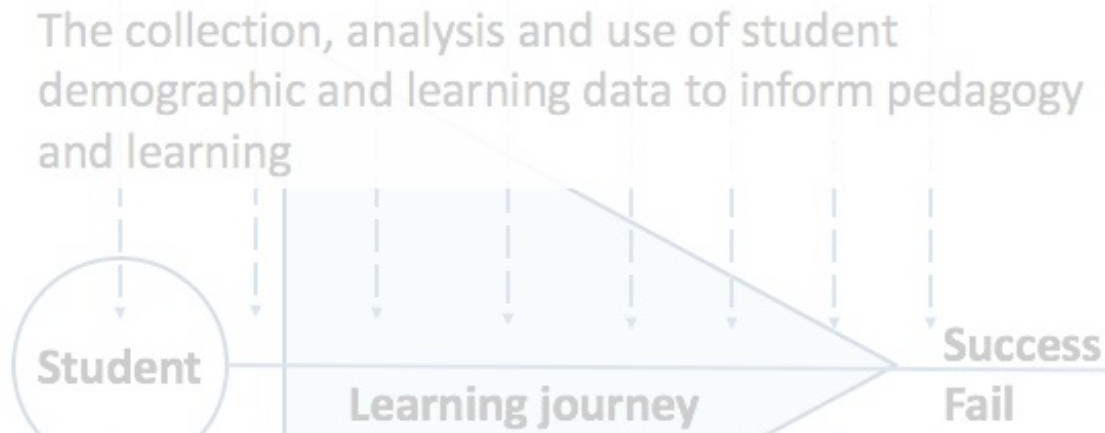 The collection, analysis and use of student
demographic and learning data to inform pedagogy
and learning
Student
Learning journey
Success
Fail